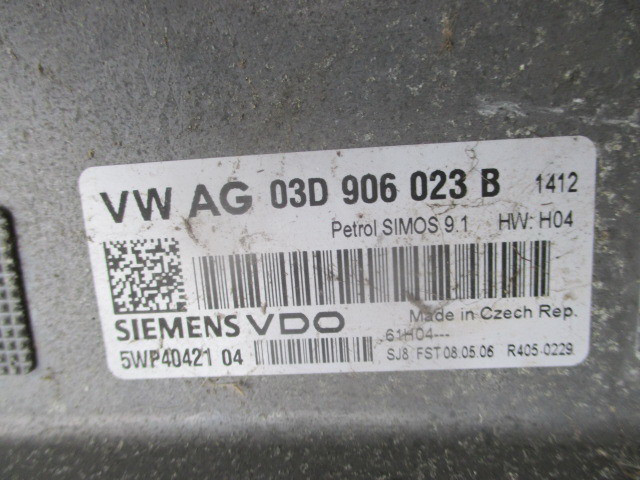 VW AG 03D 906 023 B 1412
Petrol SIMOS 9.1 HW: H04
SIEMENS VDO Made in Czech Rep.
61H04---
5WP40421 04 SJ8 FST 08.05.06 R405 0229